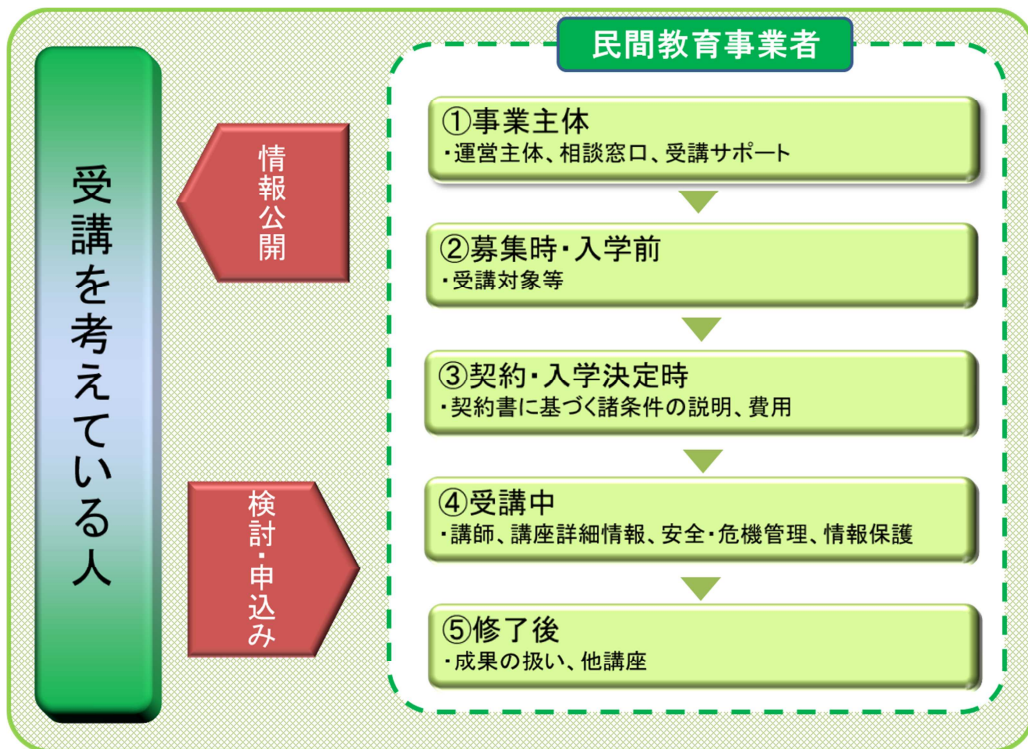 民間教育事業者
受講を考えている人
情報公開
検討・申込み
①事業主体
・運営主体、相談窓口、受講サポート
②募集時・入学前
・受講対象等
③契約・入学決定時
・契約書に基づく諸条件の説明、費用
④受講中
・講師、講座詳細情報、安全・危機管理、情報保護
⑤修了後
・成果の扱い、他講座